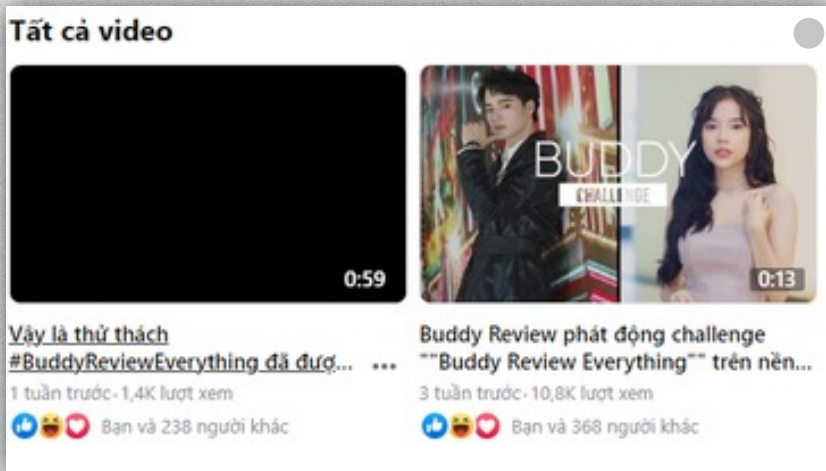 Tất cả video
0:59
BUDDY
CHALLENGE
0:13
Vậy là thử thách
#BuddyReviewEverything đã đượ...
1 tuần trước · 1,4K lượt xem
Bạn và 238 người khác
Buddy Review phát động challenge
""Buddy Review Everything"" trên nền...
3 tuần trước · 10,8K lượt xem
Bạn và 368 người khác